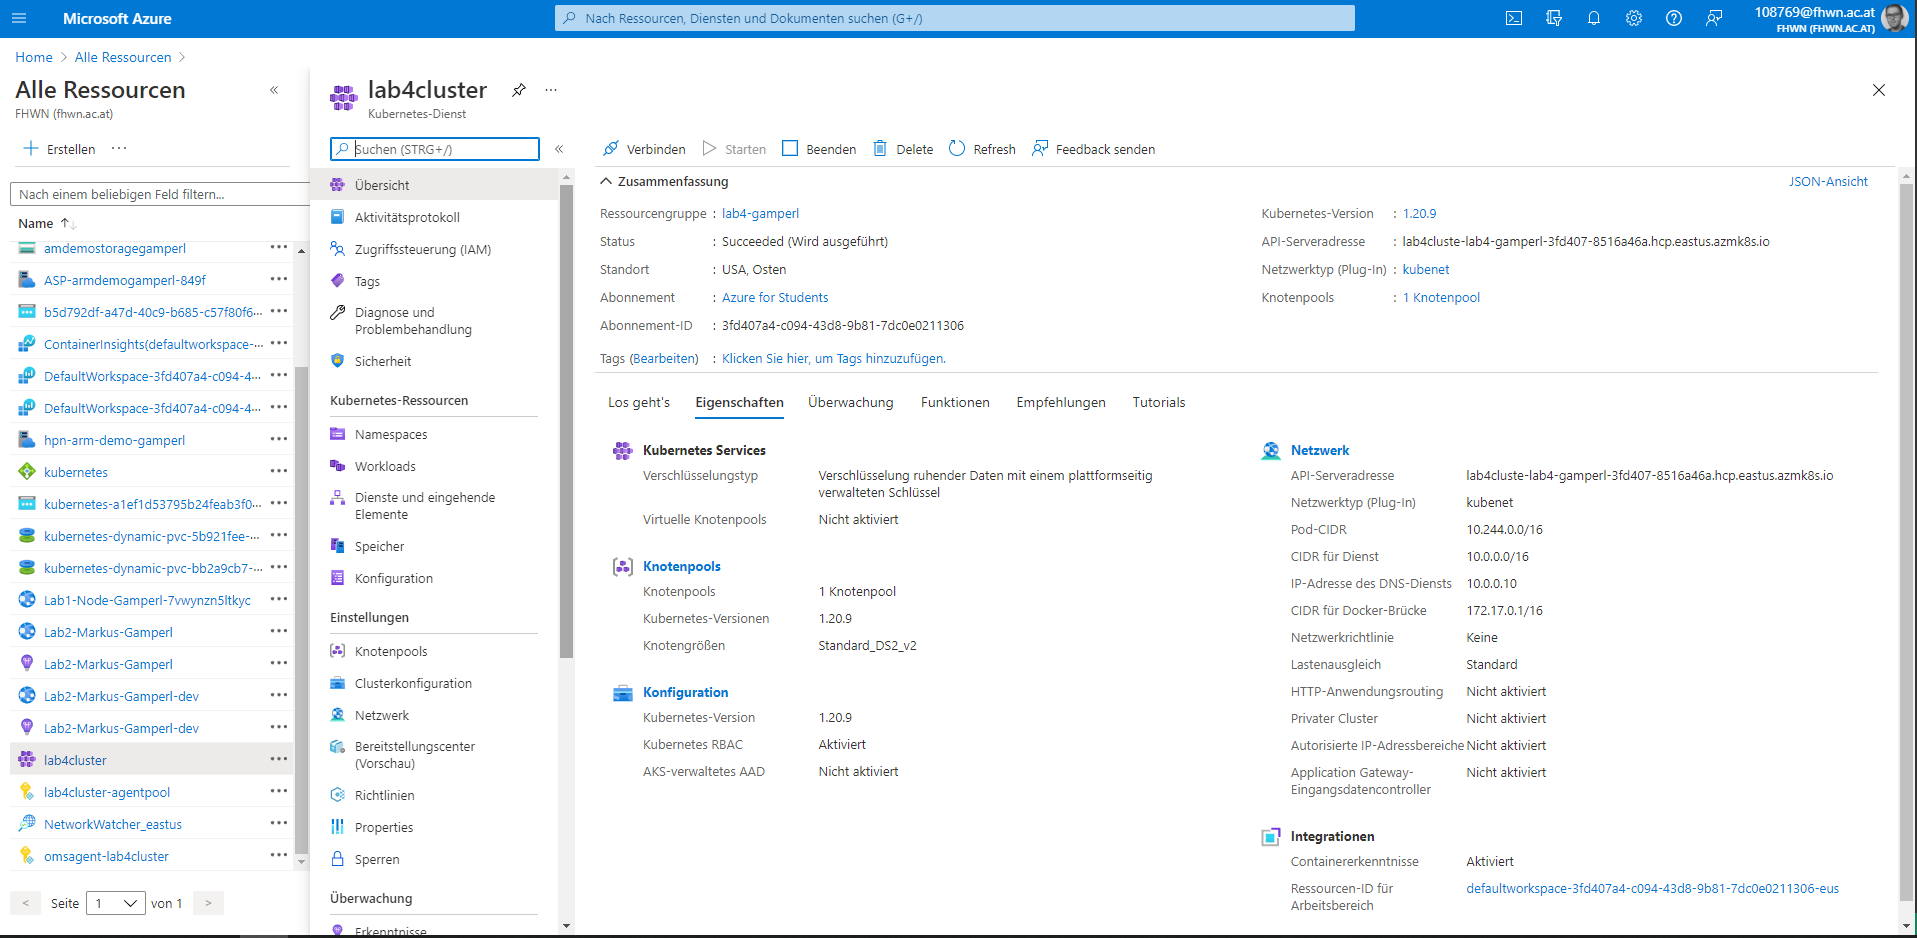 Microsoft Azure
Nach Ressourcen, Diensten und Dokumenten suchen (G+/)
108769@fhwn.ac.at
FHWN (FHWN.AC.AT)
Home > Alle Ressourcen >
Alle Ressourcen
FHWN (fhwn.ac.at)
Erstellen
Nach einem beliebigen Feld filtern...
Name
amdemostoragegamperl
ASP-armdemogamperl-849f
b5d792df-a47d-40c9-b685-c57f80f6...
ContainerInsights(defaultworkspace-...
DefaultWorkspace-3fd407a4-c094-4...
DefaultWorkspace-3fd407a4-c094-4...
hpn-arm-demo-gamperl
kubernetes
kubernetes-a1ef1d53795b24feab3f0...
kubernetes-dynamic-pvc-5b921fee-...
kubernetes-dynamic-pvc-bb2a9cb7-...
Lab1-Node-Gamperl-7vwynzn5ltkyc
Lab2-Markus-Gamperl
Lab2-Markus-Gamperl
Lab2-Markus-Gamperl-dev
Lab2-Markus-Gamperl-dev
lab4cluster
lab4cluster-agentpool
NetworkWatcher_eastus
omsagent-lab4cluster
< Seite 1 von 1 >
lab4cluster
Kubernetes-Dienst
Suchen (STRG+/)
Übersicht
Aktivitätsprotokoll
Zugriffssteuerung (IAM)
Tags
Diagnose und
Problembehandlung
Sicherheit
Kubernetes-Ressourcen
Namespaces
Workloads
Dienste und eingehende
Elemente
Speicher
Konfiguration
Einstellungen
Knotenpools
Clusterkonfiguration
Netzwerk
Bereitstellungscenter
(Vorschau)
Richtlinien
Properties
Sperren
Überwachung
Erkenntnisse
Verbinden Starten Beenden Delete Refresh Feedback senden
Zusammenfassung
JSON-Ansicht
Ressourcengruppe : lab4-gamperl
Status : Succeeded (Wird ausgeführt)
Standort : USA, Osten
Abonnement : Azure for Students
Abonnement-ID : 3fd407a4-c094-43d8-9b81-7dc0e0211306
Tags (Bearbeiten) : Klicken Sie hier, um Tags hinzuzufügen.
Kubernetes-Version : 1.20.9
API-Serveradresse : lab4cluste-lab4-gamperl-3fd407-8516a46a.hcp.eastus.azmk8s.io
Netzwerktyp (Plug-In) : kubenet
Knotenpools : 1 Knotenpool
Los geht's Eigenschaften Überwachung Funktionen Empfehlungen Tutorials
Kubernetes Services
Verschlüsselungstyp Verschlüsselung ruhender Daten mit einem plattformseitig
verwalteten Schlüssel
Virtuelle Knotenpools Nicht aktiviert
Knotenpools
Knotenpools 1 Knotenpool
Kubernetes-Versionen 1.20.9
Knotengrößen Standard_DS2_v2
Konfiguration
Kubernetes-Version 1.20.9
Kubernetes RBAC Aktiviert
AKS-verwaltetes AAD Nicht aktiviert
Netzwerk
API-Serveradresse lab4cluste-lab4-gamperl-3fd407-8516a46a.hcp.eastus.azmk8s.io
Netzwerktyp (Plug-In) kubenet
Pod-CIDR 10.244.0.0/16
CIDR für Dienst 10.0.0.0/16
IP-Adresse des DNS-Diensts 10.0.0.10
CIDR für Docker-Brücke 172.17.0.1/16
Netzwerkrichtlinie Keine
Lastenausgleich Standard
HTTP-Anwendungsrouting Nicht aktiviert
Privater Cluster Nicht aktiviert
Autorisierte IP-Adressbereiche Nicht aktiviert
Application Gateway- Nicht aktiviert
Eingangsdatencontroller
Integrationen
Containererkenntnisse Aktiviert
Ressourcen-ID für defaultworkspace-3fd407a4-c094-43d8-9b81-7dc0e0211306-eus
Arbeitsbereich